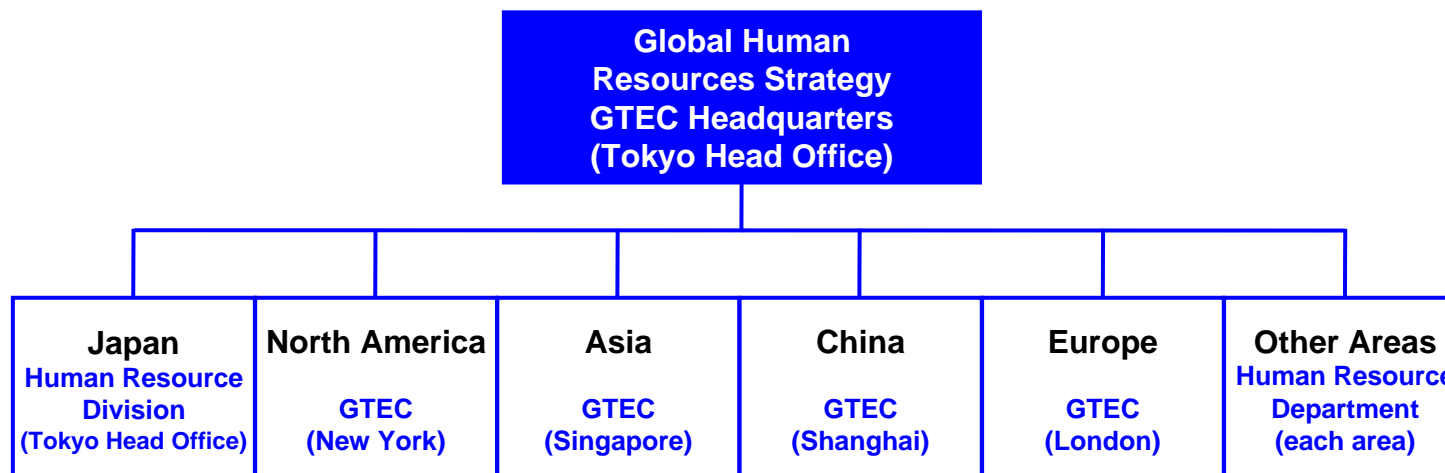 Global Human
Resources Strategy
GTEC Headquarters
(Tokyo Head Office)
Japan
Human Resource
Division
(Tokyo Head Office)
North America
GTEC
(New York)
Asia
GTEC
(Singapore)
China
GTEC
(Shanghai)
Europe
GTEC
(London)
Other Areas
Human Resource
Department
(each area)